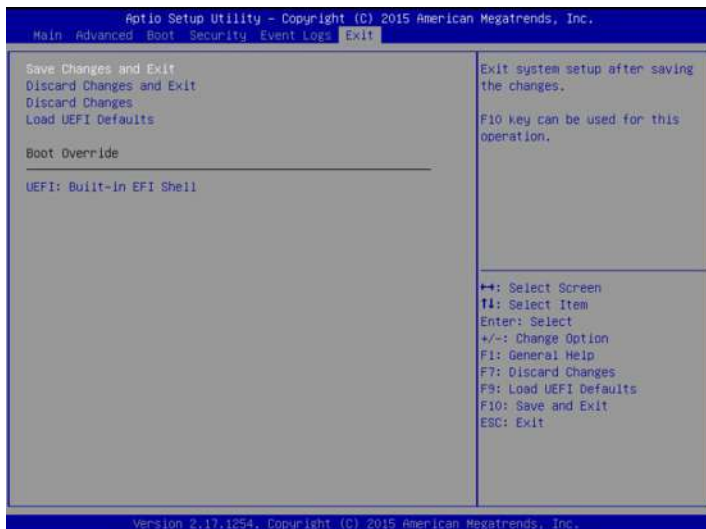 Aptio Setup Utility – Copyright (C) 2015 American Megatrends, Inc.
Main Advanced Boot Security Event Logs Exit
Save Changes and Exit
Discard Changes and Exit
Discard Changes
Load UEFI Defaults
Boot Override
UEFI: Built-in EFI Shell
Exit system setup after saving
the changes.
F10 key can be used for this
operation.
↔: Select Screen
↑↓: Select Item
Enter: Select
+/-: Change Option
F1: General Help
F7: Discard Changes
F9: Load UEFI Defaults
F10: Save and Exit
ESC: Exit
Version 2.17.1254. Copyright (C) 2015 American Megatrends, Inc.